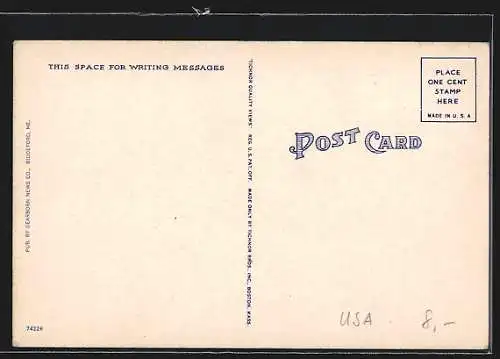 THIS SPACE FOR WRITING MESSAGES
PUB. BY DEARBORN NEWS CO., BIDDEFORD, ME.
74226
TICHNOR QUALITY VIEWS. REG. U. S. PAT. OFF. MADE ONLY BY TICHNOR BROS., INC., BOSTON, MASS.
POST CARD
PLACE
ONE CENT
STAMP
HERE
MADE IN U. S. A
USA 8,-